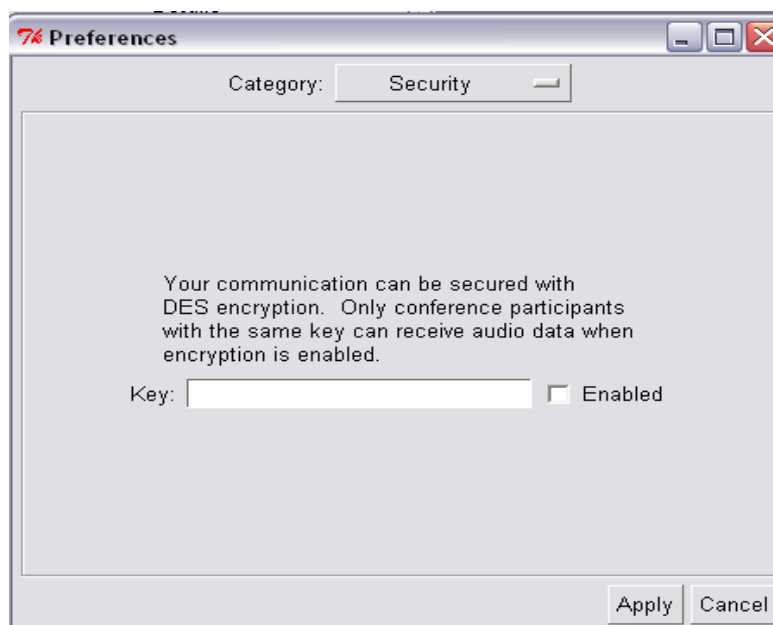 Preferences
Category: Security
Your communication can be secured with
DES encryption. Only conference participants
with the same key can receive audio data when
encryption is enabled.
Key: Enabled
Apply Cancel